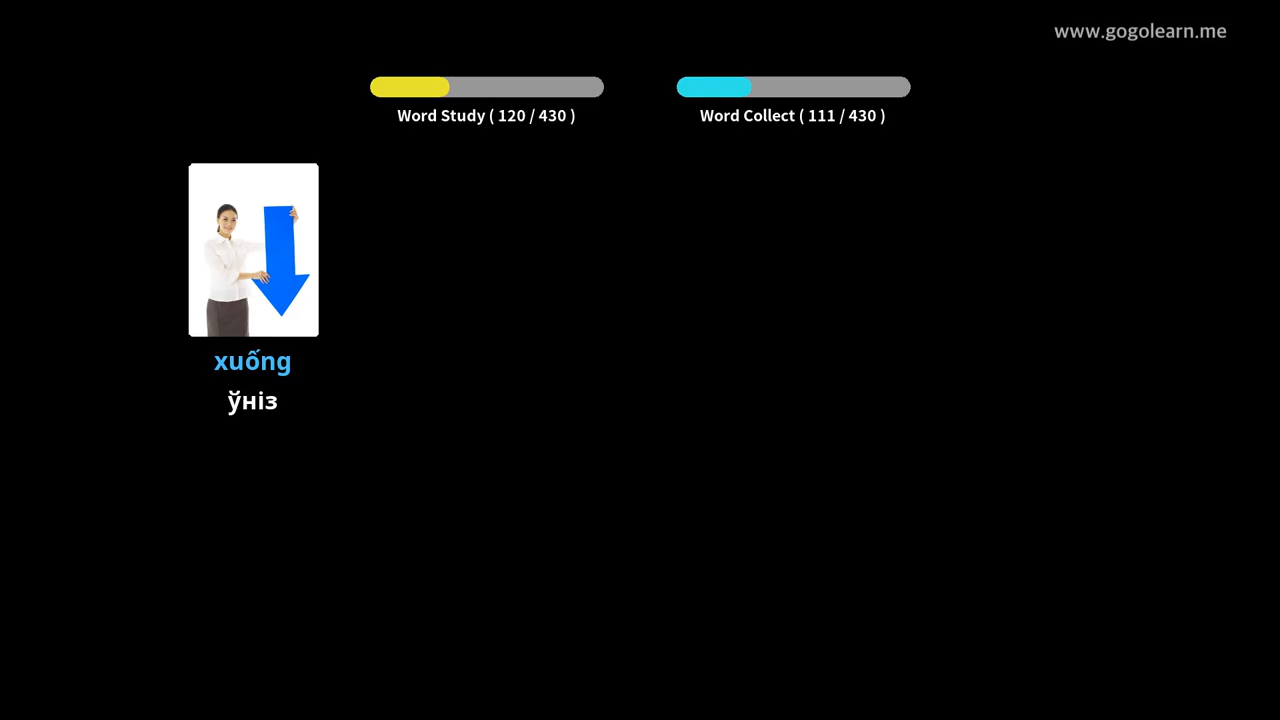 www.gogolearn.me
Word Study ( 120 / 430 )
Word Collect ( 111 / 430 )
xuống
ўніз